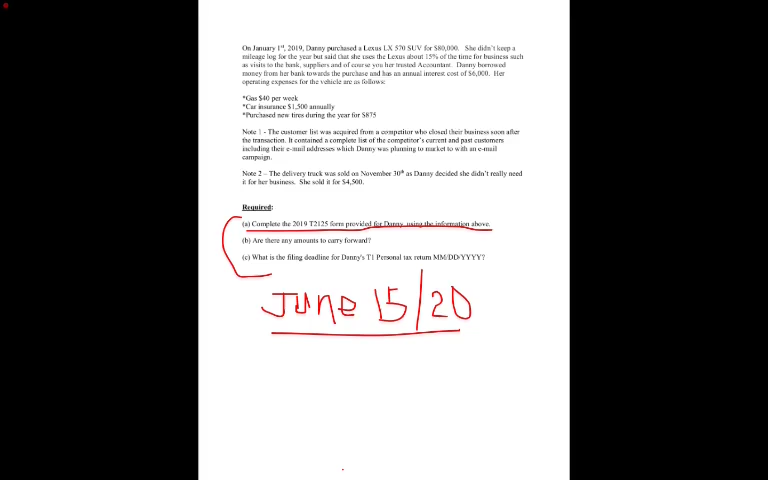 On January 1st, 2019, Danny purchased a Lexus LX 570 SUV for $80,000. She didn't keep a
mileage log for the year but said that she uses the Lexus about 15% of the time for business such
as visits to the bank, suppliers and of course you her trusted Accountant. Danny borrowed
money from her bank towards the purchase and has an annual interest cost of $6,000. Her
operating expenses for the vehicle are as follows:
*Gas $40 per week
*Car insurance $1,500 annually
*Purchased new tires during the year for $875
Note 1 - The customer list was acquired from a competitor who closed their business soon after
the transaction. It contained a complete list of the competitor's current and past customers
including their e-mail addresses which Danny was planning to market to with an e-mail
campaign.
Note 2 – The delivery truck was sold on November 30th as Danny decided she didn't really need
it for her business. She sold it for $4,500.
Required:
(a) Complete the 2019 T2125 form provided for Danny, using the information above.
(b) Are there any amounts to carry forward?
(c) What is the filing deadline for Danny's T1 Personal tax return MM/DD/YYYY?
June 15/20